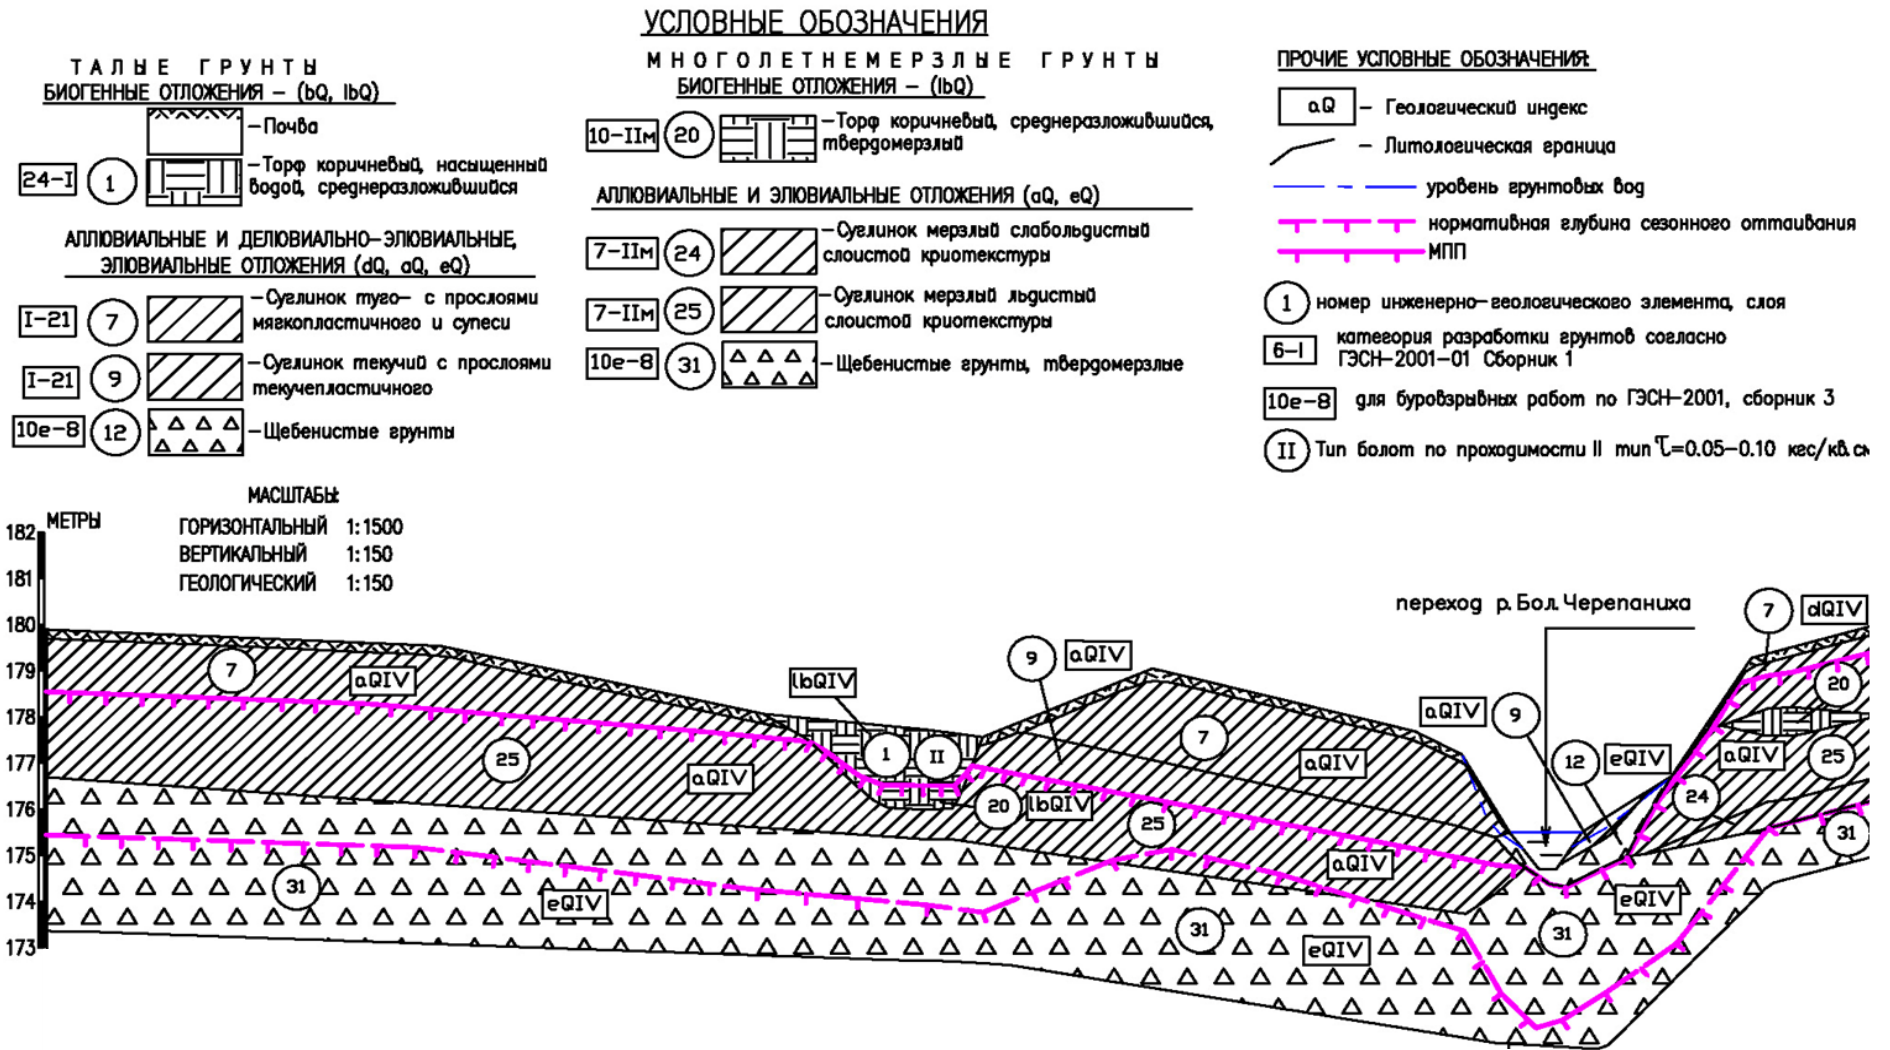 УСЛОВНЫЕ ОБОЗНАЧЕНИЯ
ТАЛЫЕ ГРУНТЫ
БИОГЕННЫЕ ОТЛОЖЕНИЯ – (bQ, lbQ)
–Почва
24-I 1 –Торф коричневый, насыщенный
водой, среднеразложившийся
АЛЛЮВИАЛЬНЫЕ И ДЕЛЮВИАЛЬНО–ЭЛЮВИАЛЬНЫЕ,
ЭЛЮВИАЛЬНЫЕ ОТЛОЖЕНИЯ (dQ, aQ, eQ)
I-21 7 –Суглинок туго– с прослоями
мягкопластичного и супеси
I-21 9 –Суглинок текучий с прослоями
текучепластичного
10е-8 12 –Щебенистые грунты
МНОГОЛЕТНЕМЕРЗЛЫЕ ГРУНТЫ
БИОГЕННЫЕ ОТЛОЖЕНИЯ – (lbQ)
10-IIм 20 –Торф коричневый, среднеразложившийся,
твердомерзлый
АЛЛЮВИАЛЬНЫЕ И ЭЛЮВИАЛЬНЫЕ ОТЛОЖЕНИЯ (aQ, eQ)
7-IIм 24 –Суглинок мерзлый слабольдистый
слоистой криотекстуры
7-IIм 25 –Суглинок мерзлый льдистый
слоистой криотекстуры
10е-8 31 –Щебенистые грунты, твердомерзлые
ПРОЧИЕ УСЛОВНЫЕ ОБОЗНАЧЕНИЯ:
aQ – Геологический индекс
– Литологическая граница
уровень грунтовых вод
нормативная глубина сезонного оттаивания
МПП
1 номер инженерно–геологического элемента, слоя
6-I категория разработки грунтов согласно
ГЭСН–2001–01 Сборник 1
10е-8 для буровзрывных работ по ГЭСН–2001, сборник 3
II Тип болот по проходимости II тип τ=0.05–0.10 кгс/кв.см
МАСШТАБЫ:
ГОРИЗОНТАЛЬНЫЙ 1:1500
ВЕРТИКАЛЬНЫЙ 1:150
ГЕОЛОГИЧЕСКИЙ 1:150
МЕТРЫ
182
181
180
179
178
177
176
175
174
173
переход р.Бол.Черепаниха
7 dQIV
9 aQIV
7 aQIV
lbQIV
20
aQIV 9
7
1 II
aQIV
12 eQIV
aQIV 25
25
aQIV
24
20 lbQIV
25
31
aQIV
31
eQIV
eQIV
31
31
eQIV